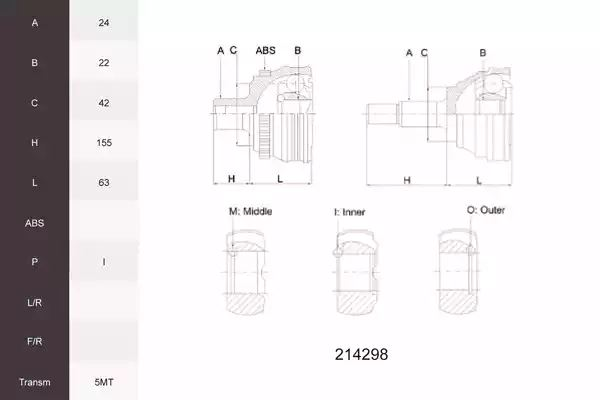 A 24
B 22
C 42
H 155
L 63
ABS
P I
L/R
F/R
Transm 5MT
A C ABS B
A C B
H L
H L
M: Middle I: Inner O: Outer
214298